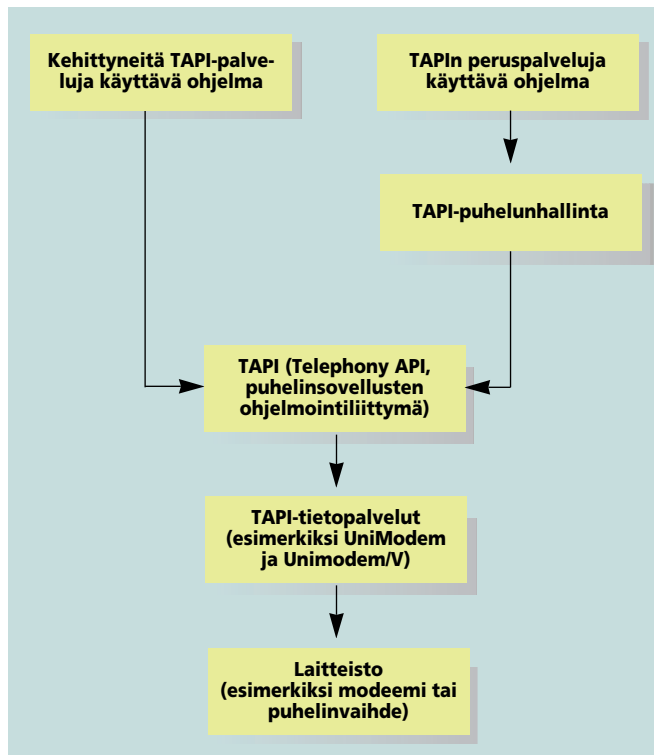 Kehittyneitä TAPI-palve-
luja käyttävä ohjelma
TAPIn peruspalveluja
käyttävä ohjelma
TAPI-puhelunhallinta
TAPI (Telephony API,
puhelinsovellusten
ohjelmointiliittymä)
TAPI-tietopalvelut
(esimerkiksi UniModem
ja Unimodem/V)
Laitteisto
(esimerkiksi modeemi tai
puhelinvaihde)